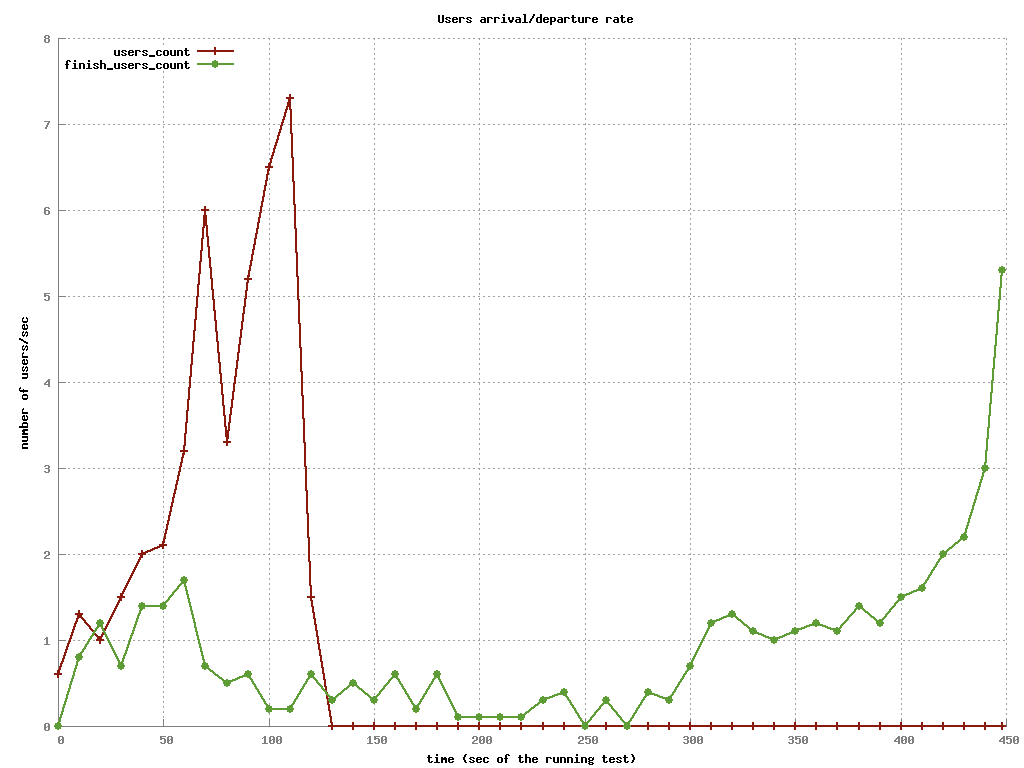 Users arrival/departure rate
users_count
finish_users_count
8
7
6
5
4
3
2
1
0
number of users/sec
0 50 100 150 200 250 300 350 400 450
time (sec of the running test)